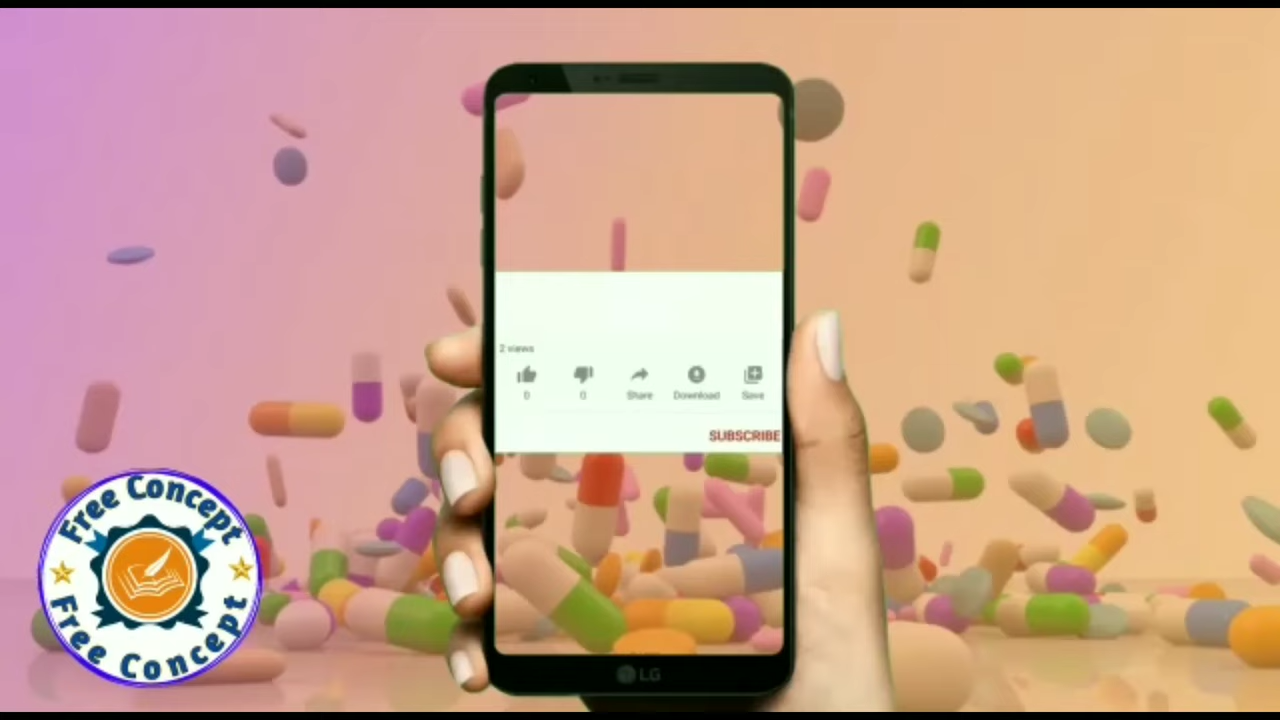 2 views
0
0
Share
Download
Save
SUBSCRIBE
LG
Free Concept
Free Concept